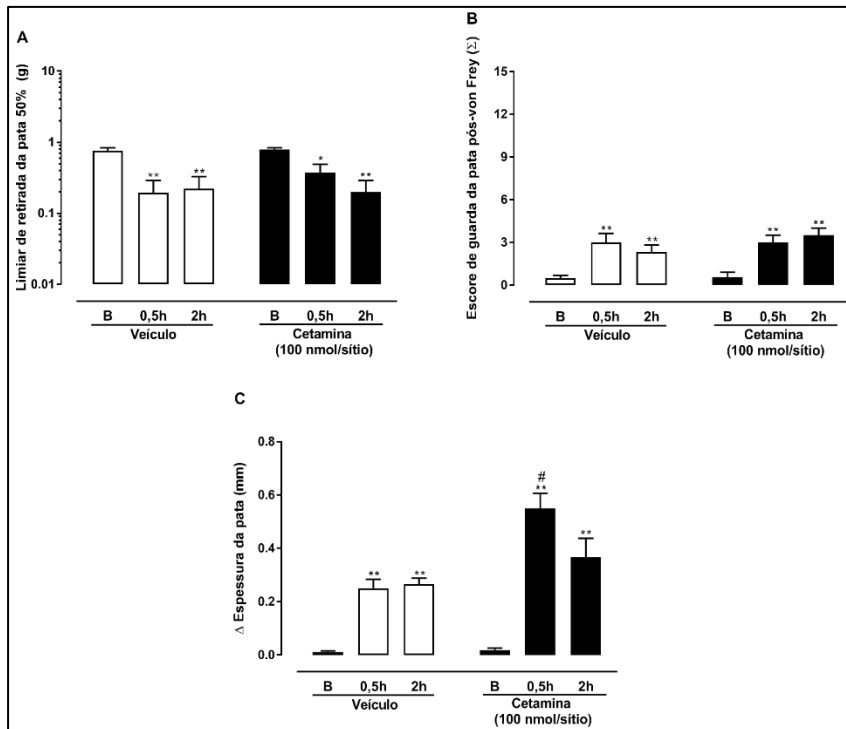 A
Limiar de retirada da pata 50% (g)
10
1
0.1
0.01
** **
* **
B 0,5h 2h B 0,5h 2h
Veículo Cetamina
(100 nmol/sítio)
B
Escore de guarda da pata pós-von Frey (Σ)
15
12
9
6
3
0
** **
** **
B 0,5h 2h B 0,5h 2h
Veículo Cetamina
(100 nmol/sítio)
C
Δ Espessura da pata (mm)
0.8
0.6
0.4
0.2
0.0
** **
#
** **
B 0,5h 2h B 0,5h 2h
Veículo Cetamina
(100 nmol/sítio)